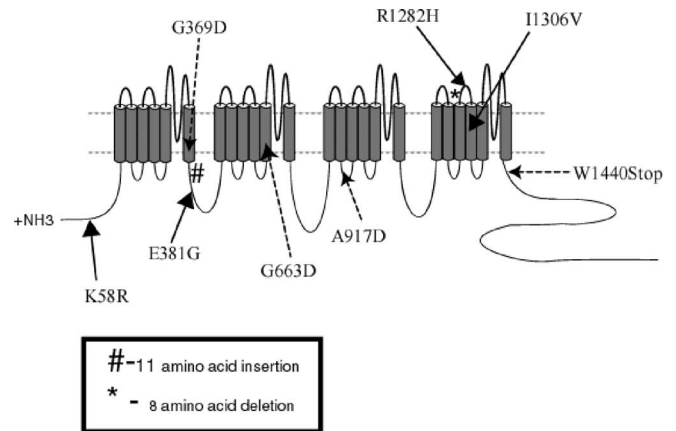 R1282H
I1306V
G369D
*
#
W1440Stop
+NH3
E381G
A917D
G663D
K58R
#-11 amino acid insertion
* - 8 amino acid deletion